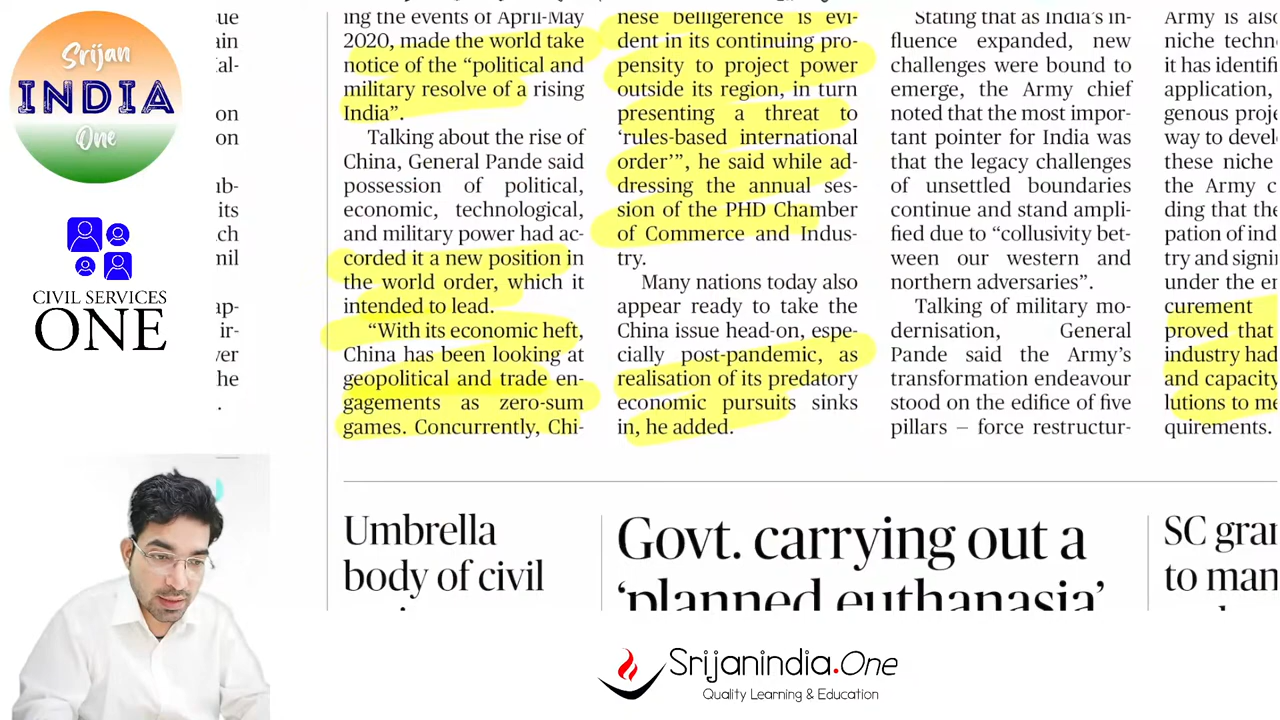 Srijan
INDIA
One
CIVIL SERVICES
ONE
ing the events of April-May
2020, made the world take
notice of the “political and
military resolve of a rising
India”.
Talking about the rise of
China, General Pande said
possession of political,
economic, technological,
and military power had ac-
corded it a new position in
the world order, which it
intended to lead.
“With its economic heft,
China has been looking at
geopolitical and trade en-
gagements as zero-sum
games. Concurrently, Chi-
nese belligerence is evi-
dent in its continuing pro-
pensity to project power
outside its region, in turn
presenting a threat to
‘rules-based international
order’”, he said while ad-
dressing the annual ses-
sion of the PHD Chamber
of Commerce and Indus-
try.
Many nations today also
appear ready to take the
China issue head-on, espe-
cially post-pandemic, as
realisation of its predatory
economic pursuits sinks
in, he added.
Stating that as India’s in-
fluence expanded, new
challenges were bound to
emerge, the Army chief
noted that the most impor-
tant pointer for India was
that the legacy challenges
of unsettled boundaries
continue and stand ampli-
fied due to “collusivity bet-
ween our western and
northern adversaries”.
Talking of military mo-
dernisation, General
Pande said the Army’s
transformation endeavour
stood on the edifice of five
pillars – force restructur-
Army is also
niche
it has
application,
genous
way to
these niche
the Army
ding that
pation of
try and
under the
curement
proved that
industry had
and capacity
lutions to
quirements.
Umbrella
body of civil
Govt. carrying out a
‘planned euthanasia’
SC
to
Srijanindia.One
Quality Learning & Education